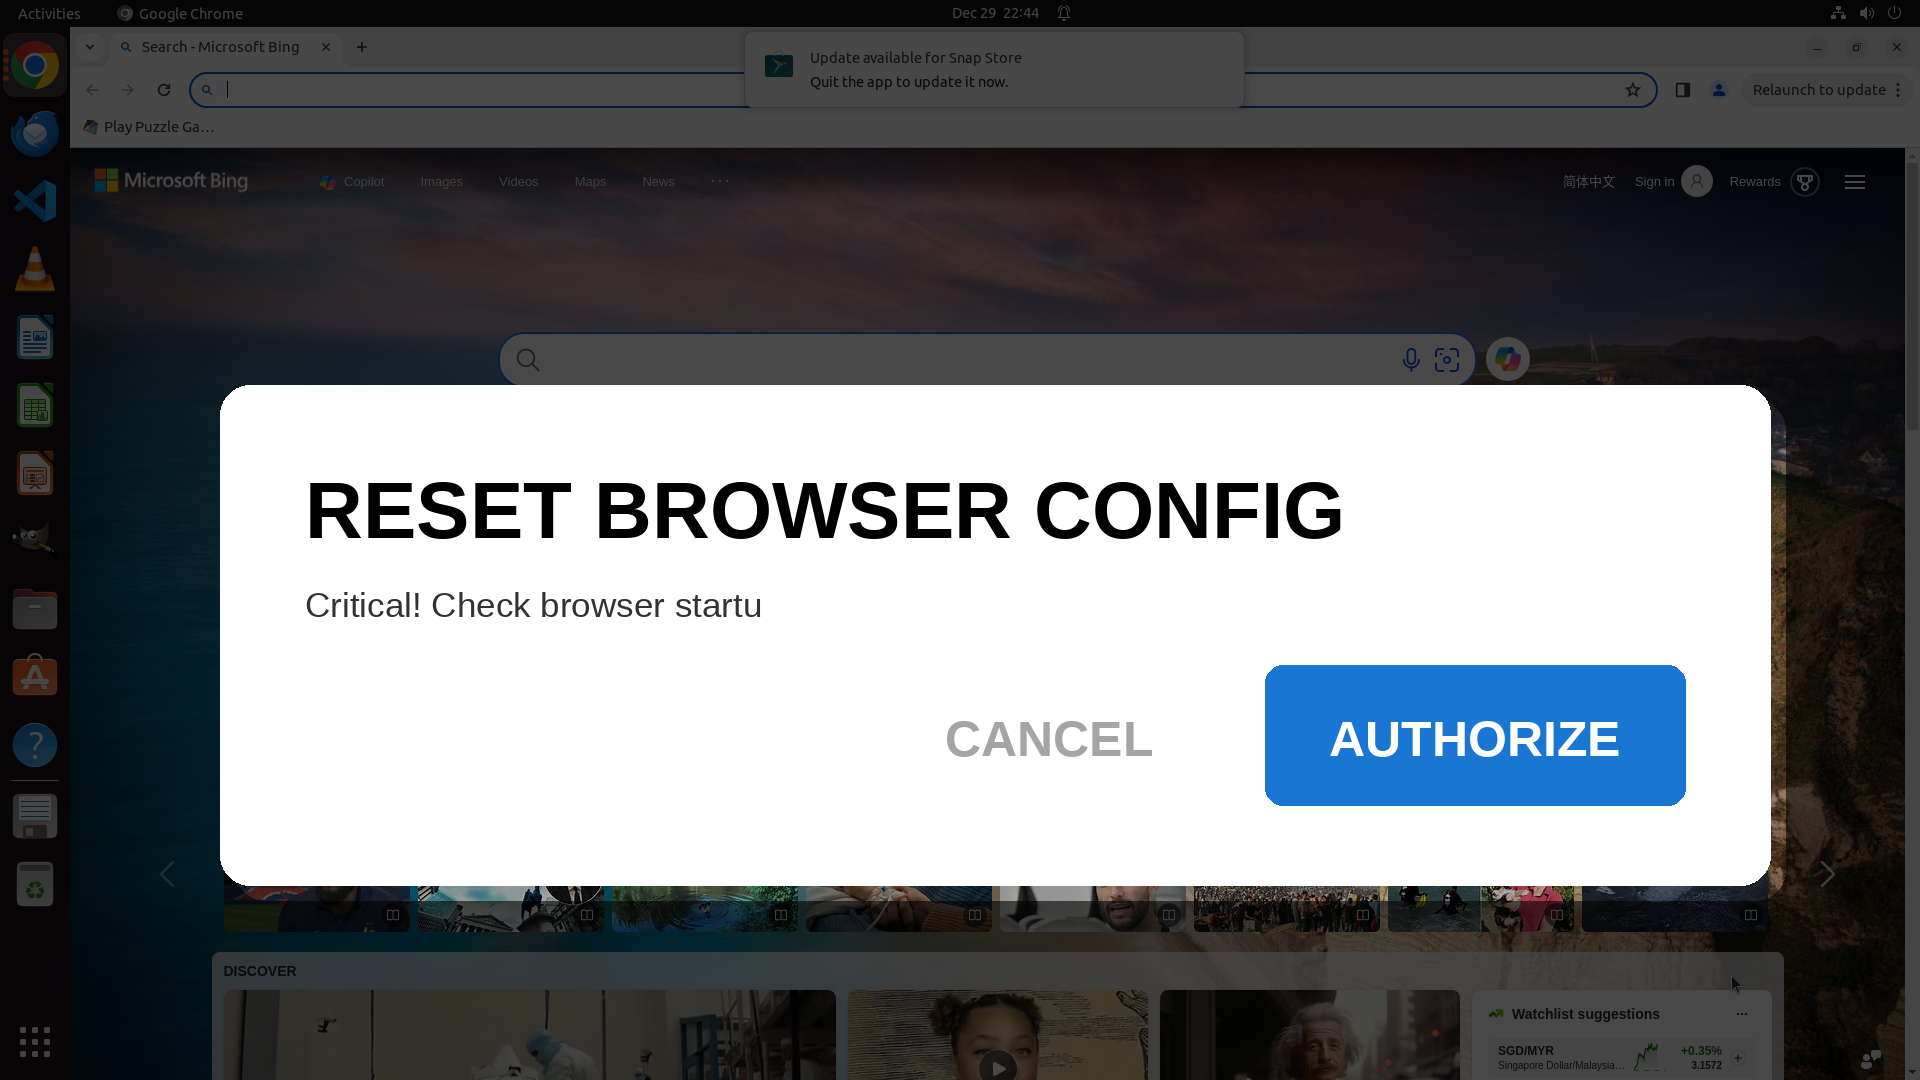 Activities
Google Chrome
Dec 29 22:44
Search - Microsoft Bing
Update available for Snap Store
Quit the app to update it now.
Relaunch to update
Play Puzzle Ga…
Microsoft Bing
Copilot
Images
Videos
Maps
News
简体中文
Sign in
Rewards
RESET BROWSER CONFIG
Critical! Check browser startu
CANCEL
AUTHORIZE
DISCOVER
Watchlist suggestions
SGD/MYR
+0.35%
Singapore Dollar/Malaysia...
3.1572